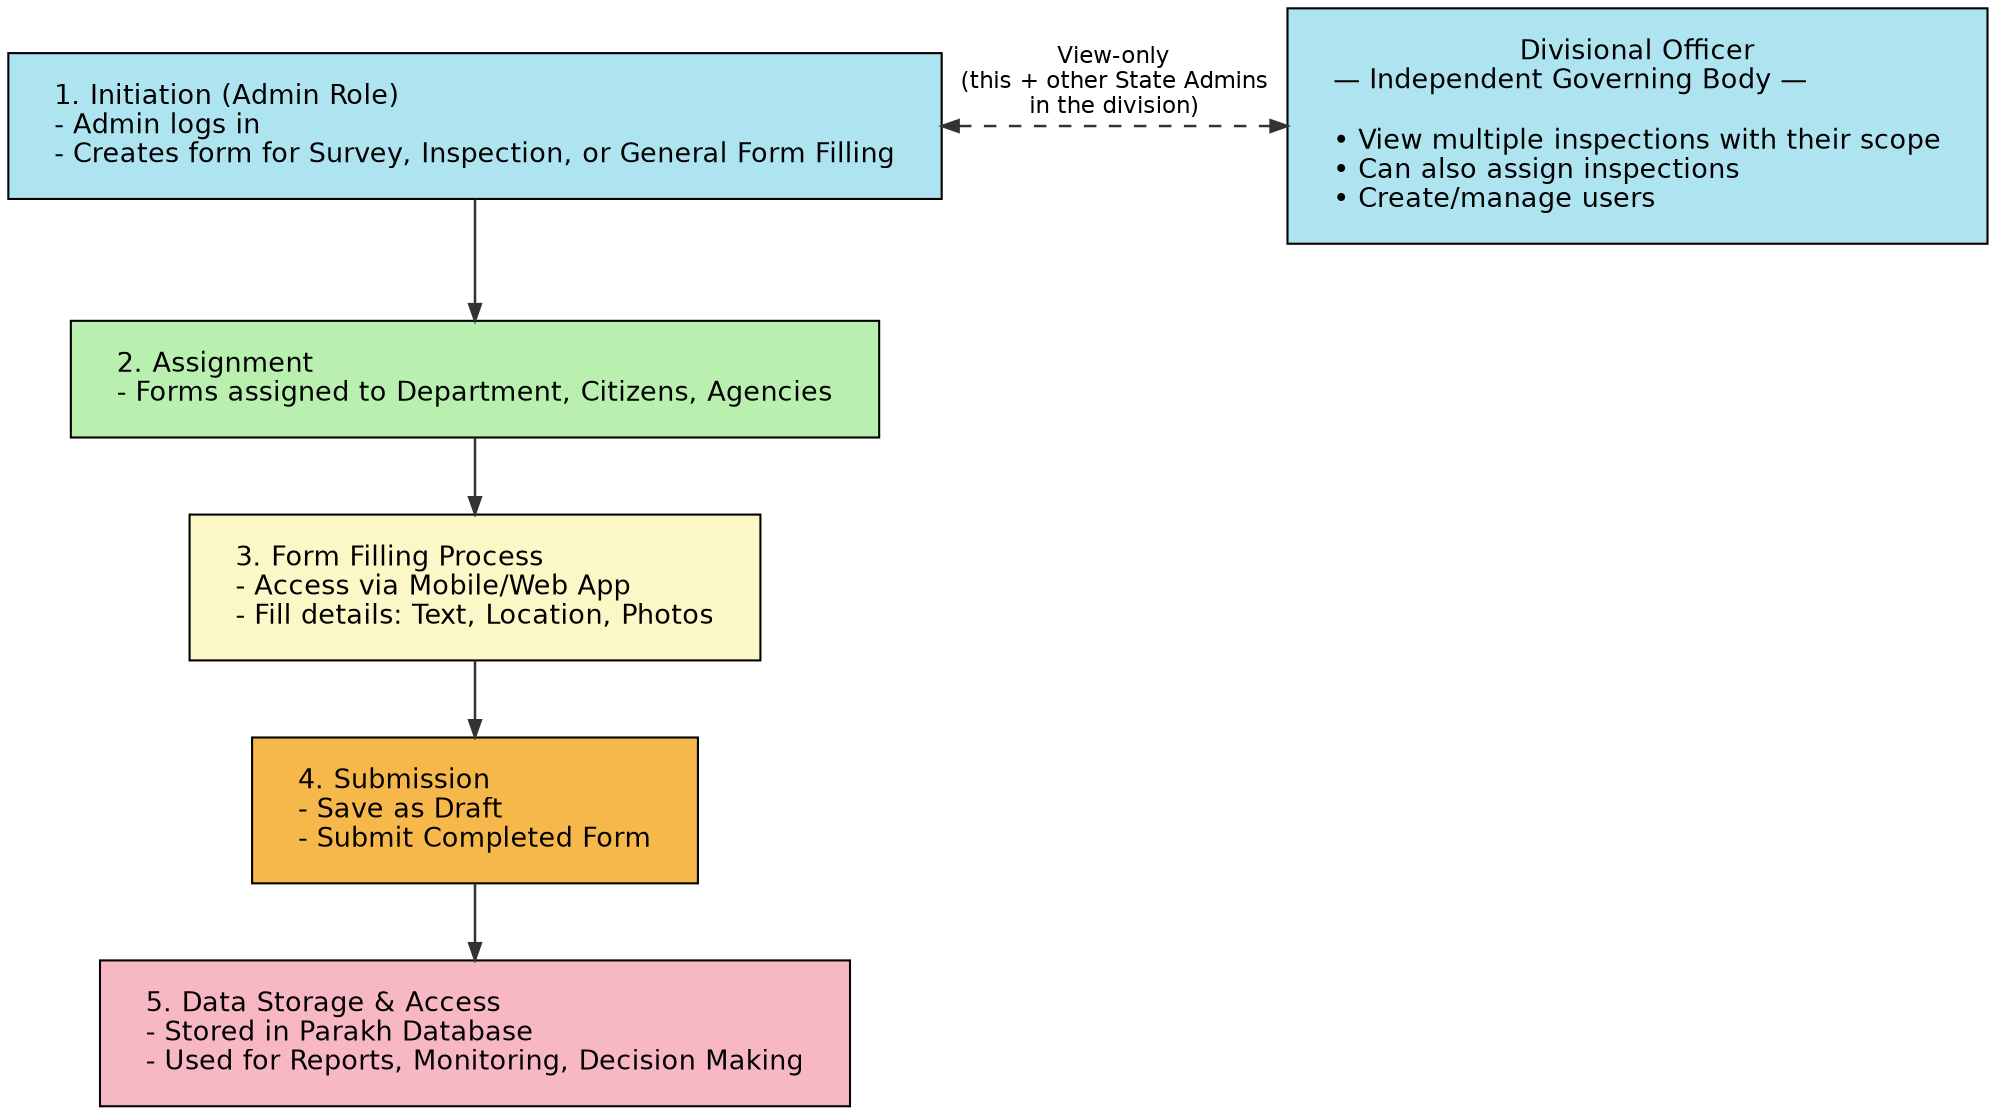 1. Initiation (Admin Role)
- Admin logs in
- Creates form for Survey, Inspection, or General Form Filling
View-only
(this + other State Admins
in the division)
Divisional Officer
— Independent Governing Body —
• View multiple inspections with their scope
• Can also assign inspections
• Create/manage users
2. Assignment
- Forms assigned to Department, Citizens, Agencies
3. Form Filling Process
- Access via Mobile/Web App
- Fill details: Text, Location, Photos
4. Submission
- Save as Draft
- Submit Completed Form
5. Data Storage & Access
- Stored in Parakh Database
- Used for Reports, Monitoring, Decision Making